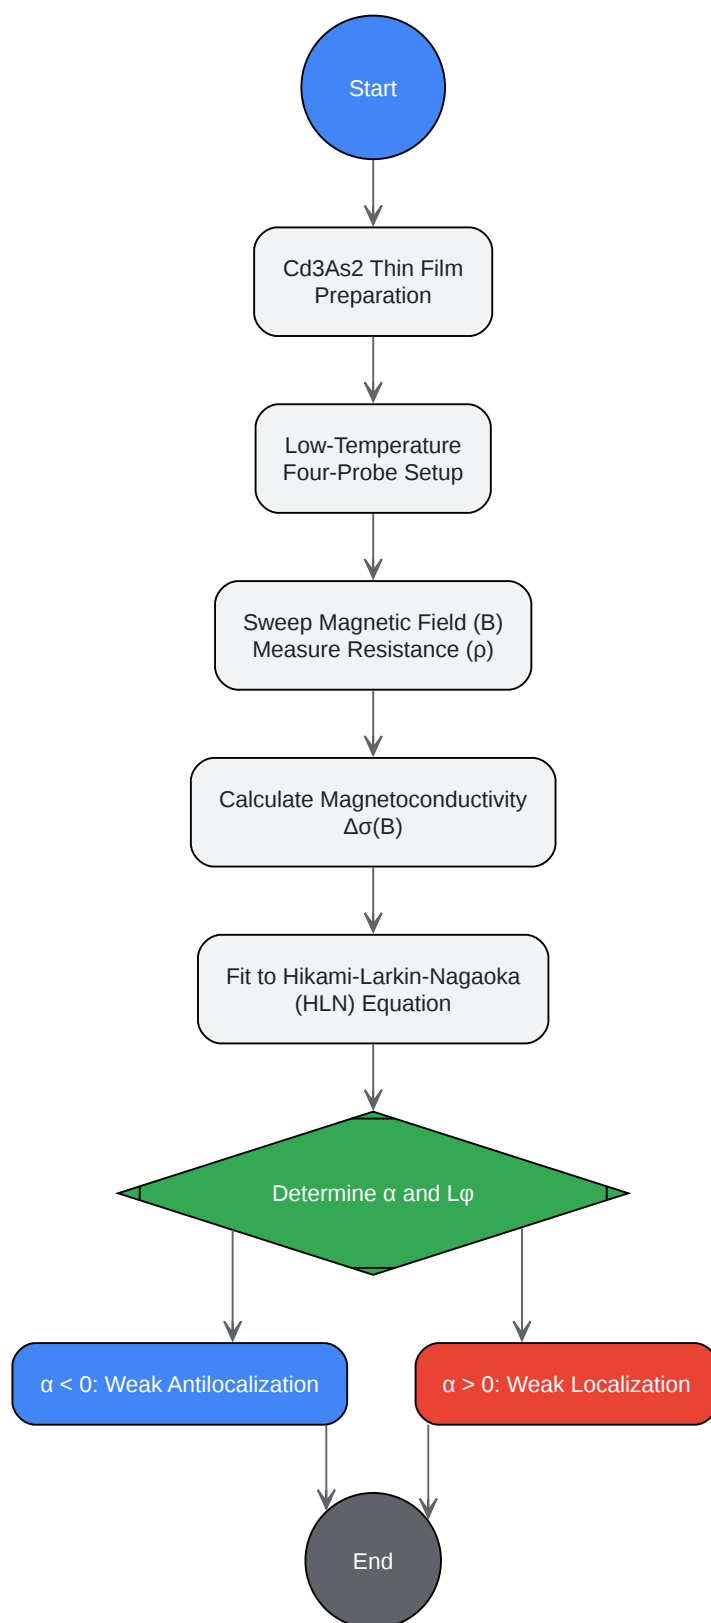 Start
Cd3As2 Thin Film
Preparation
Low-Temperature
Four-Probe Setup
Sweep Magnetic Field (B)
Measure Resistance (ρ)
Calculate Magnetoconductivity
Δσ(B)
Fit to Hikami-Larkin-Nagaoka
(HLN) Equation
Determine α and Lφ
α < 0: Weak Antilocalization
α > 0: Weak Localization
End